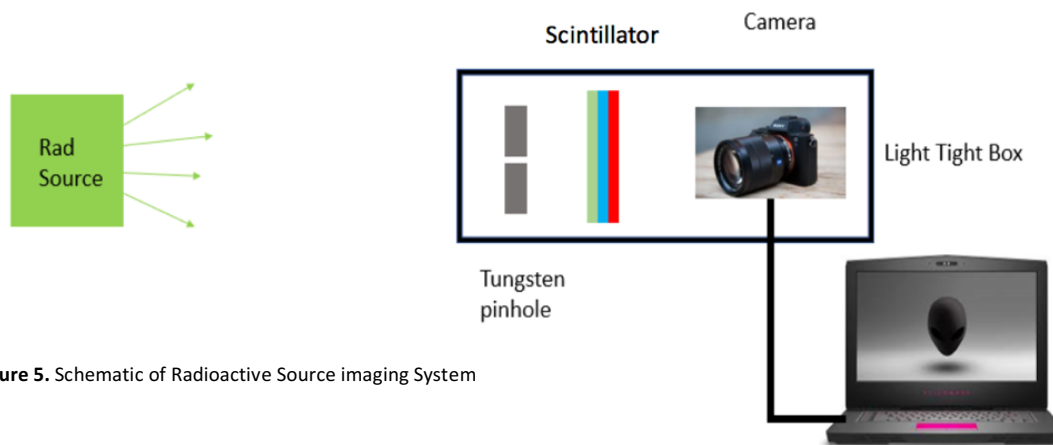 Camera
Scintillator
Rad
Source
Light Tight Box
Tungsten
pinhole
ure 5. Schematic of Radioactive Source imaging System